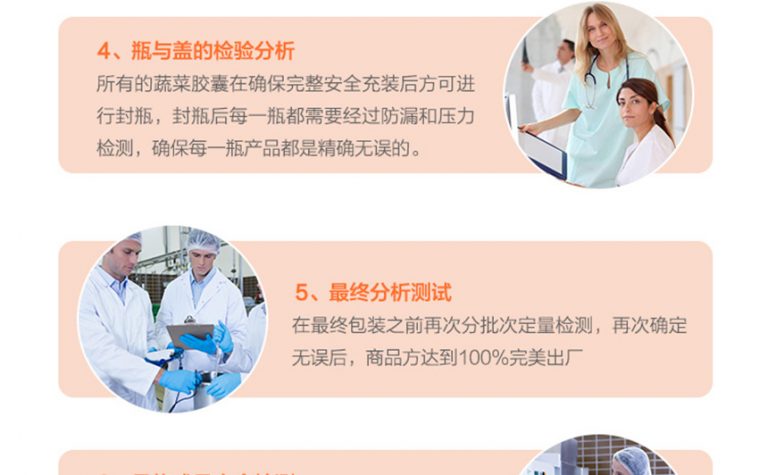 4、瓶与盖的检验分析
所有的蔬菜胶囊在确保完整安全充装后方可进
行封瓶，封瓶后每一瓶都需要经过防漏和压力
检测，确保每一瓶产品都是精确无误的。
5、最终分析测试
在最终包装之前再次分批次定量检测，再次确定
无误后，商品方达到100%完美出厂